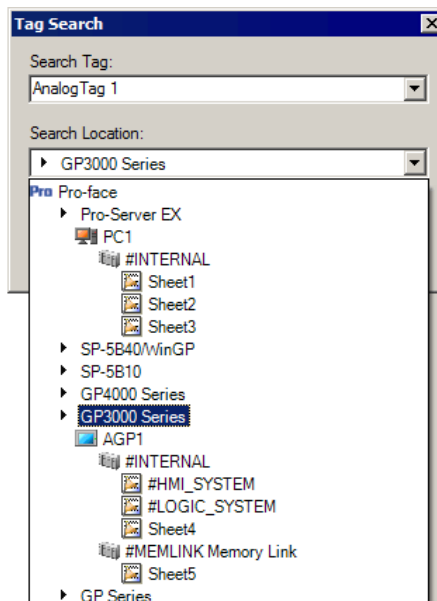 Tag Search
Search Tag:
AnalogTag 1
Search Location:
GP3000 Series
Pro Pro-face
Pro-Server EX
PC1
#INTERNAL
Sheet1
Sheet2
Sheet3
SP-5B40/WinGP
SP-5B10
GP4000 Series
GP3000 Series
AGP1
#INTERNAL
#HMI_SYSTEM
#LOGIC_SYSTEM
Sheet4
#MEMLINK Memory Link
Sheet5
GP Series